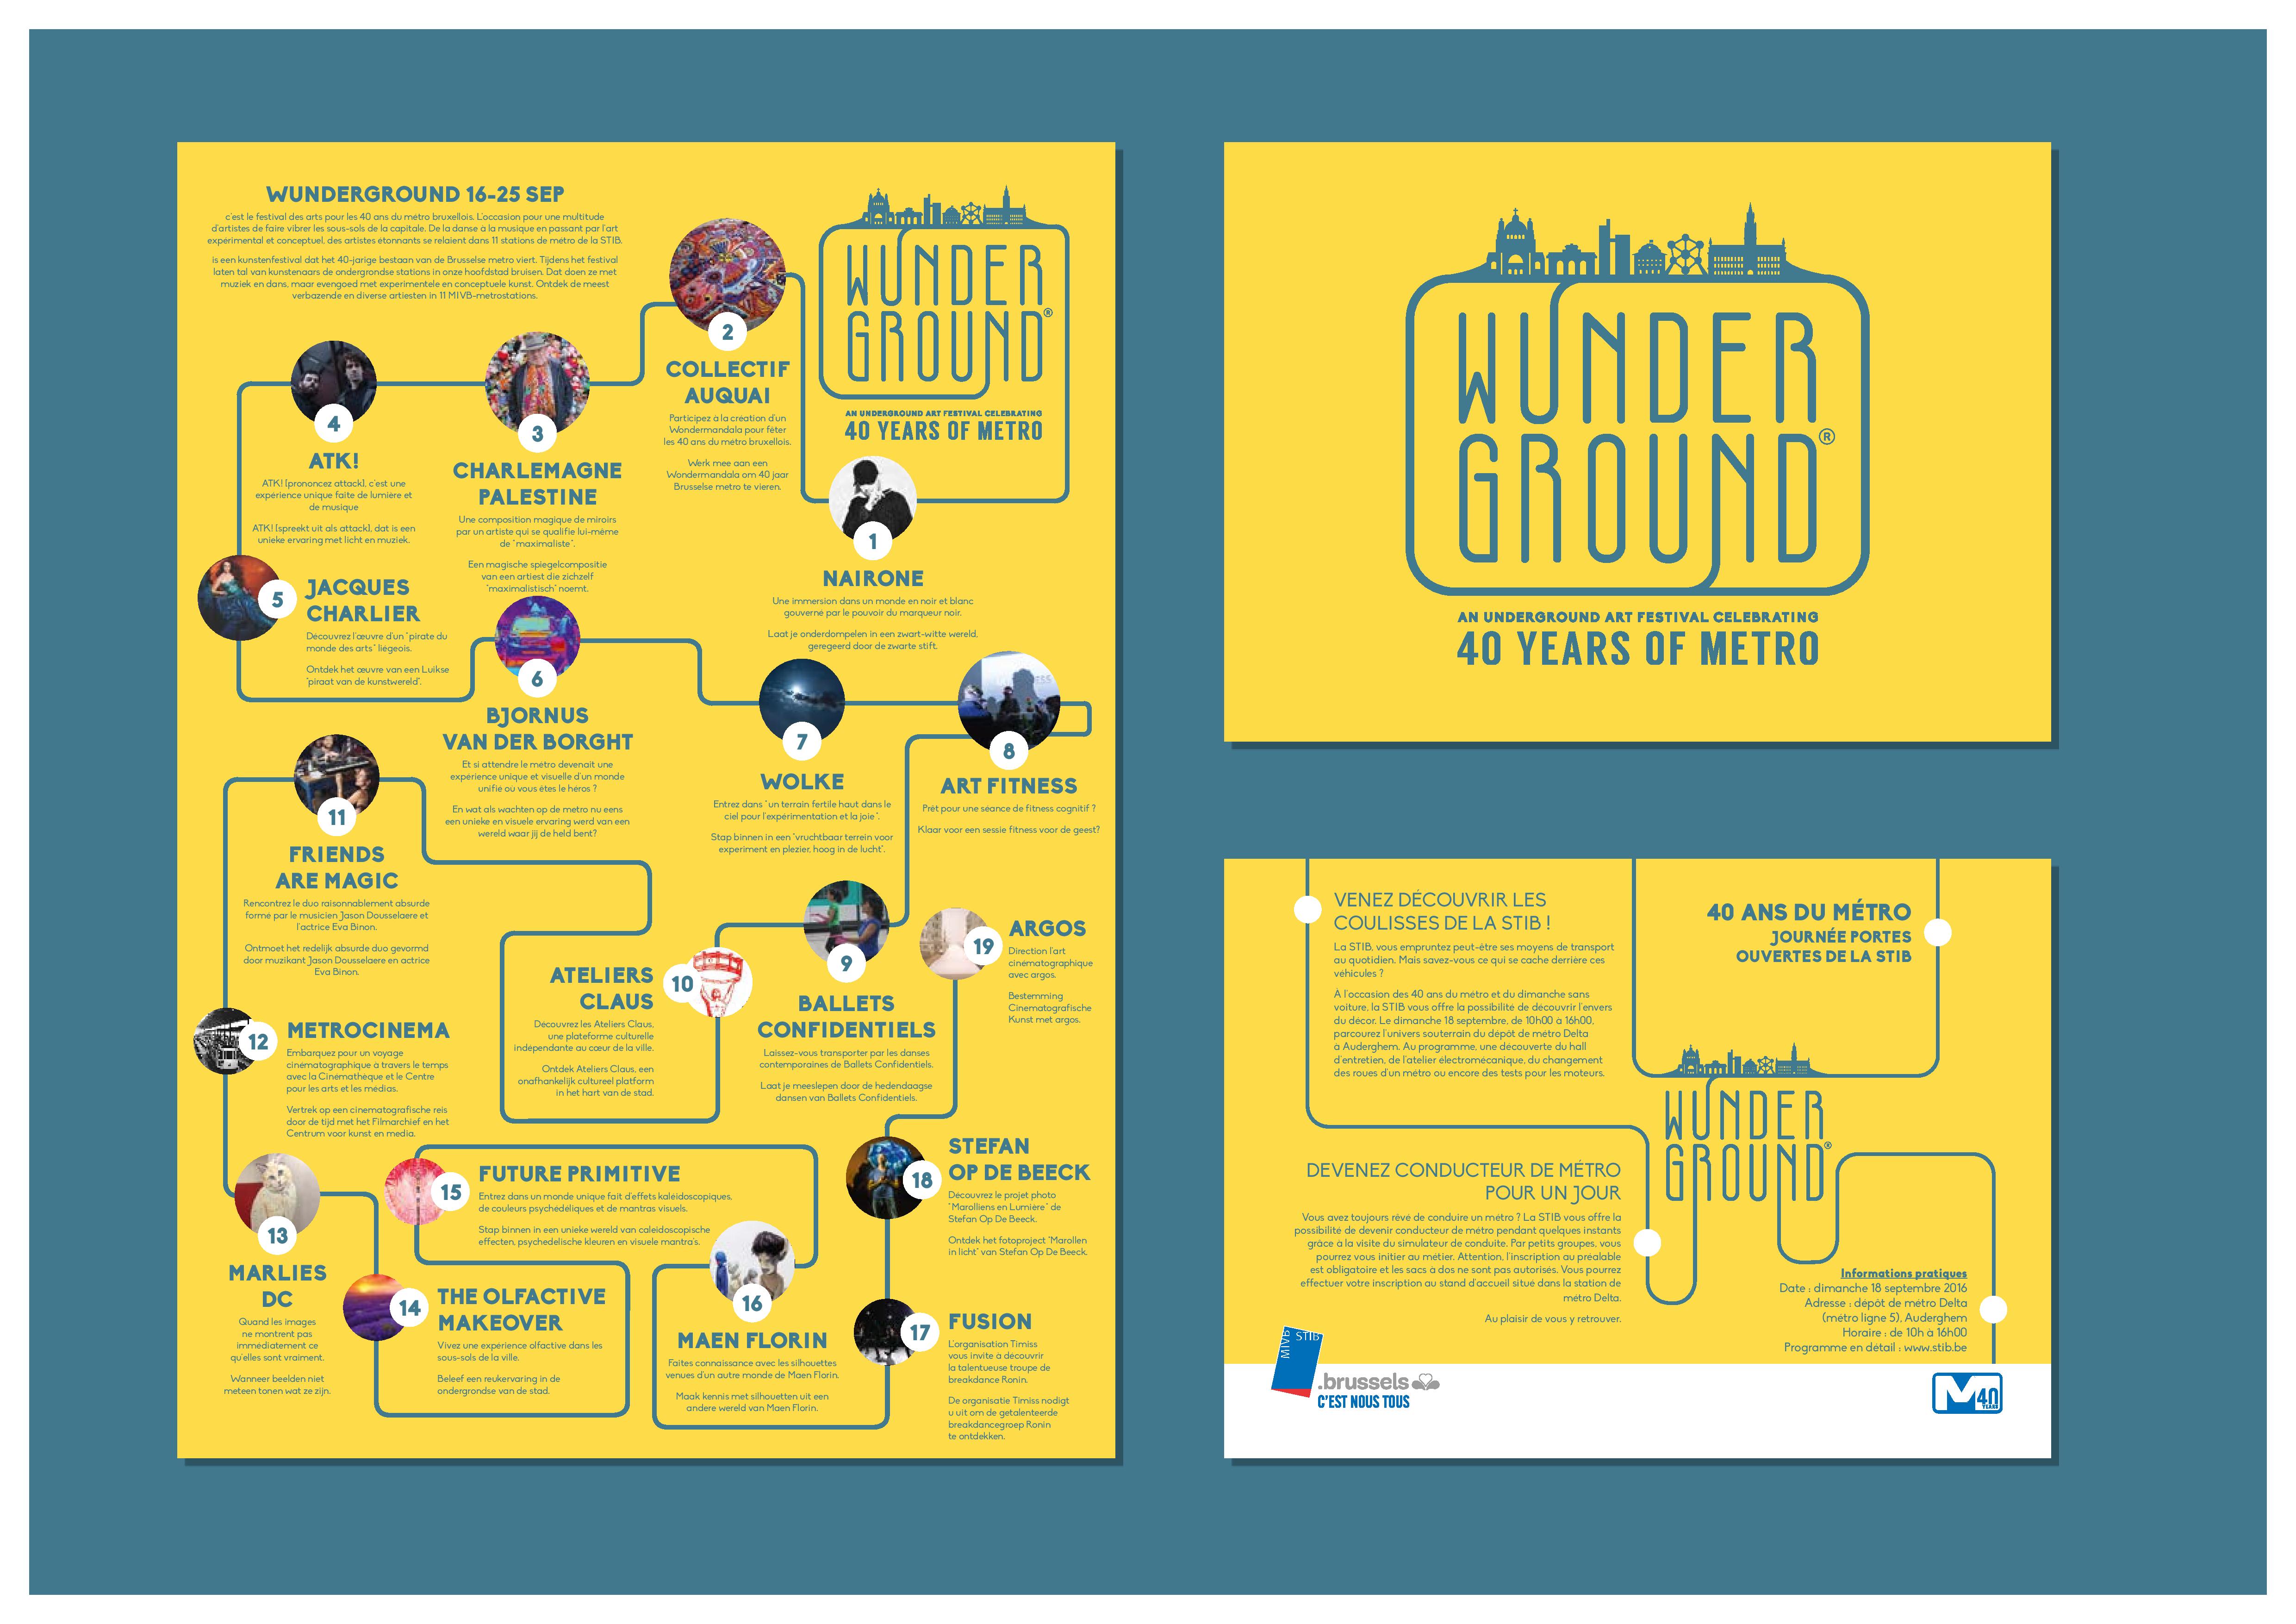 WUNDERGROUND 16-25 SEP
c'est le festival des arts pour les 40 ans du métro bruxellois. L'occasion pour une multitude
d'artistes de faire vibrer les sous-sols de la capitale. De la danse à la musique en passant par l'art
expérimental et conceptuel, des artistes étonnants se relaient dans 11 stations de métro de la STIB.
is een kunstenfestival dat het 40-jarige bestaan van de Brusselse metro viert. Tijdens het festival
laten tal van kunstenaars de ondergrondse stations in onze hoofdstad bruisen. Dat doen ze met
muziek en dans, maar evengoed met experimentele en conceptuele kunst. Ontdek de meest
verbazende en diverse artiesten in 11 MIVB-metrostations.
WUNDER
GROUND®
AN UNDERGROUND ART FESTIVAL CELEBRATING
40 YEARS OF METRO
1
NAIRONE
Une immersion dans un monde en noir et blanc
gouverné par le pouvoir du marqueur noir.
Laat je onderdompelen in een zwart-witte wereld,
geregeerd door de zwarte stift.
2
COLLECTIF
AUQUAI
Participez à la création d'un
Wondermandala pour fêter
les 40 ans du métro bruxellois.
Werk mee aan een
Wondermandala om 40 jaar
Brusselse metro te vieren.
3
CHARLEMAGNE
PALESTINE
Une composition magique de miroirs
par un artiste qui se qualifie lui-même
de "maximaliste".
Een magische spiegelcompositie
van een artiest die zichzelf
"maximalistisch" noemt.
4
ATK!
ATK! [prononcez attack], c'est une
expérience unique faite de lumière et
de musique
ATK! [spreekt uit als attack], dat is een
unieke ervaring met licht en muziek.
5
JACQUES
CHARLIER
Découvrez l'œuvre d'un "pirate du
monde des arts" liégeois.
Ontdek het œuvre van een Luikse
"piraat van de kunstwereld".
6
BJORNUS
VAN DER BORGHT
Et si attendre le métro devenait une
expérience unique et visuelle d'un monde
unifié où vous êtes le héros ?
En wat als wachten op de metro nu eens
een unieke en visuele ervaring werd van een
wereld waar jij de held bent?
7
WOLKE
Entrez dans "un terrain fertile haut dans le
ciel pour l'expérimentation et la joie".
Stap binnen in een "vruchtbaar terrein voor
experiment en plezier, hoog in de lucht".
8
ART FITNESS
Prêt pour une séance de fitness cognitif ?
Klaar voor een sessie fitness voor de geest?
9
BALLETS
CONFIDENTIELS
Laissez-vous transporter par les danses
contemporaines de Ballets Confidentiels.
Laat je meeslepen door de hedendaagse
dansen van Ballets Confidentiels.
10
ATELIERS
CLAUS
Découvrez les Ateliers Claus,
une plateforme culturelle
indépendante au cœur de la ville.
Ontdek Ateliers Claus, een
onafhankelijk cultureel platform
in het hart van de stad.
11
FRIENDS
ARE MAGIC
Rencontrez le duo raisonnablement absurde
formé par le musicien Jason Dousselaere et
l'actrice Eva Binon.
Ontmoet het redelijk absurde duo gevormd
door muzikant Jason Dousselaere en actrice
Eva Binon.
12
METROCINEMA
Embarquez pour un voyage
cinématographique à travers le temps
avec la Cinémathèque et le Centre
pour les arts et les médias.
Vertrek op een cinematografische reis
door de tijd met het Filmarchief en het
Centrum voor kunst en media.
13
MARLIES
DC
Quand les images
ne montrent pas
immédiatement ce
qu'elles sont vraiment.
Wanneer beelden niet
meteen tonen wat ze zijn.
14
THE OLFACTIVE
MAKEOVER
Vivez une expérience olfactive dans les
sous-sols de la ville.
Beleef een reukervaring in de
ondergrondse van de stad.
15
FUTURE PRIMITIVE
Entrez dans un monde unique fait d'effets kaléidoscopiques,
de couleurs psychédéliques et de mantras visuels.
Stap binnen in een unieke wereld van caleidoscopische
effecten, psychedelische kleuren en visuele mantra's.
16
MAEN FLORIN
Faites connaissance avec les silhouettes
venues d'un autre monde de Maen Florin.
Maak kennis met silhouetten uit een
andere wereld van Maen Florin.
17
FUSION
L'organisation Timiss
vous invite à découvrir
la talentueuse troupe de
breakdance Ronin.
De organisatie Timiss nodigt
u uit om de getalenteerde
breakdancegroep Ronin
te ontdekken.
18
STEFAN
OP DE BEECK
Découvrez le projet photo
"Marolliens en Lumière" de
Stefan Op De Beeck.
Ontdek het fotoproject "Marollen
in licht" van Stefan Op De Beeck.
19
ARGOS
Direction l'art
cinématographique
avec argos.
Bestemming
Cinematografische
Kunst met argos.
WUNDER
GROUND®
AN UNDERGROUND ART FESTIVAL CELEBRATING
40 YEARS OF METRO
VENEZ DÉCOUVRIR LES
COULISSES DE LA STIB !
La STIB, vous empruntez peut-être ses moyens de transport
au quotidien. Mais savez-vous ce qui se cache derrière ces
véhicules ?
À l'occasion des 40 ans du métro et du dimanche sans
voiture, la STIB vous offre la possibilité de découvrir l'envers
du décor. Le dimanche 18 septembre, de 10h00 à 16h00,
parcourez l'univers souterrain du dépôt de métro Delta
à Auderghem. Au programme, une découverte du hall
d'entretien, de l'atelier électromécanique, du changement
des roues d'un métro ou encore des tests pour les moteurs.
40 ANS DU MÉTRO
JOURNÉE PORTES
OUVERTES DE LA STIB
WUNDER
GROUND®
DEVENEZ CONDUCTEUR DE MÉTRO
POUR UN JOUR
Vous avez toujours rêvé de conduire un métro ? La STIB vous offre la
possibilité de devenir conducteur de métro pendant quelques instants
grâce à la visite du simulateur de conduite. Par petits groupes, vous
pourrez vous initier au métier. Attention, l'inscription au préalable
est obligatoire et les sacs à dos ne sont pas autorisés. Vous pourrez
effectuer votre inscription au stand d'accueil situé dans la station de
métro Delta.
Au plaisir de vous y retrouver.
Informations pratiques
Date : dimanche 18 septembre 2016
Adresse : dépôt de métro Delta
(métro ligne 5), Auderghem
Horaire : de 10h à 16h00
Programme en détail : www.stib.be
MIVB STIB
.brussels
C'EST NOUS TOUS
M 40
YEARS